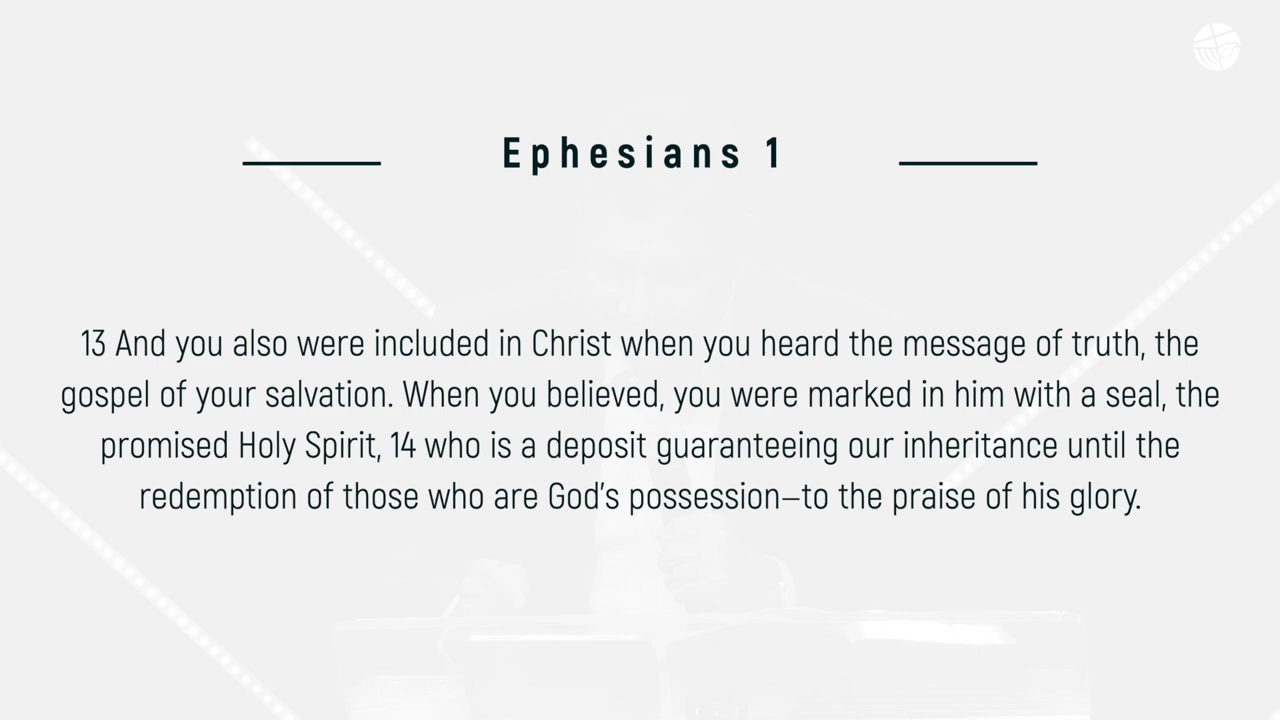 Ephesians 1
13 And you also were included in Christ when you heard the message of truth, the
gospel of your salvation. When you believed, you were marked in him with a seal, the
promised Holy Spirit, 14 who is a deposit guaranteeing our inheritance until the
redemption of those who are God's possession—to the praise of his glory.